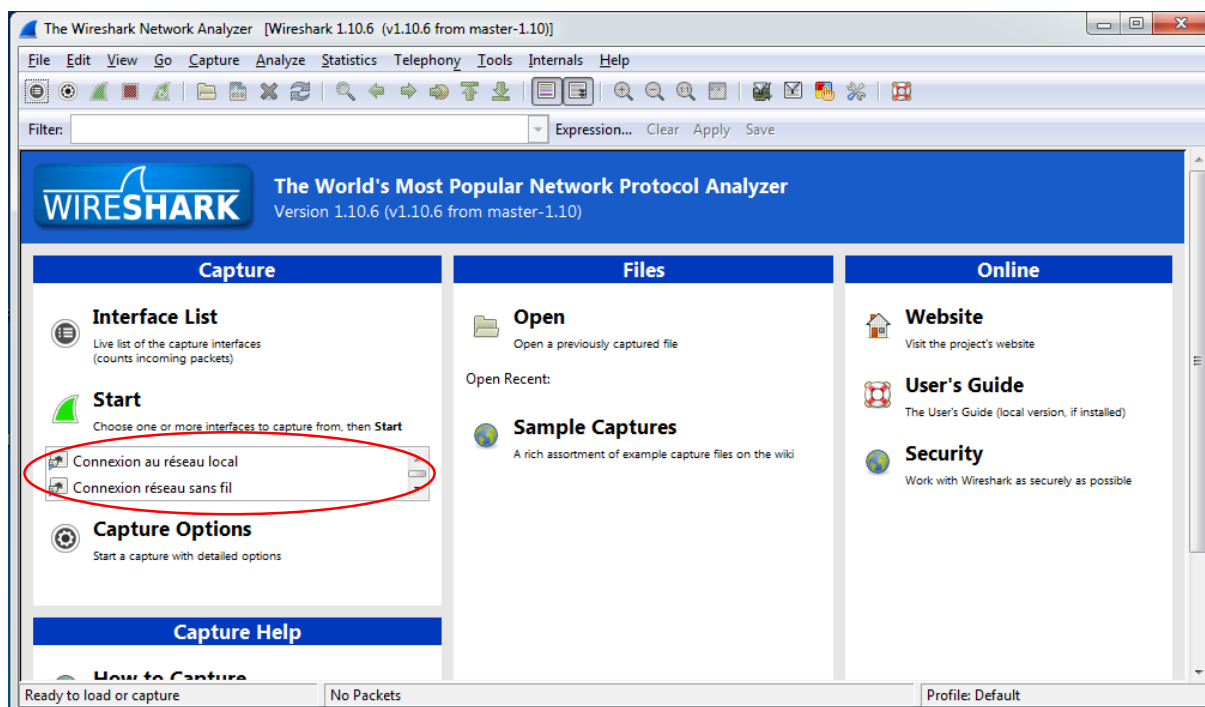 The Wireshark Network Analyzer [Wireshark 1.10.6 (v1.10.6 from master-1.10)]
File Edit View Go Capture Analyze Statistics Telephony Tools Internals Help
Filter: Expression... Clear Apply Save
WIRESHARK
The World's Most Popular Network Protocol Analyzer
Version 1.10.6 (v1.10.6 from master-1.10)
Capture
Interface List
Live list of the capture interfaces
(counts incoming packets)
Start
Choose one or more interfaces to capture from, then Start
Connexion au réseau local
Connexion réseau sans fil
Capture Options
Start a capture with detailed options
Capture Help
How to Capture
Files
Open
Open a previously captured file
Open Recent:
Sample Captures
A rich assortment of example capture files on the wiki
Online
Website
Visit the project's website
User's Guide
The User's Guide (local version, if installed)
Security
Work with Wireshark as securely as possible
Ready to load or capture
No Packets
Profile: Default